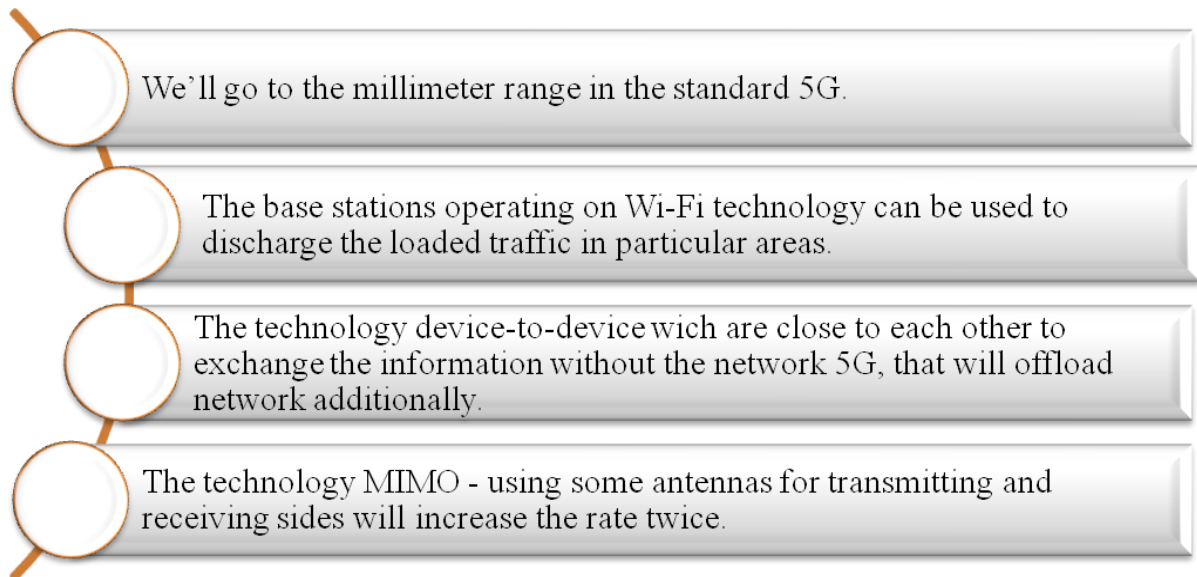 We’ll go to the millimeter range in the standard 5G.
The base stations operating on Wi-Fi technology can be used to
discharge the loaded traffic in particular areas.
The technology device-to-device wich are close to each other to
exchange the information without the network 5G, that will offload
network additionally.
The technology MIMO - using some antennas for transmitting and
receiving sides will increase the rate twice.